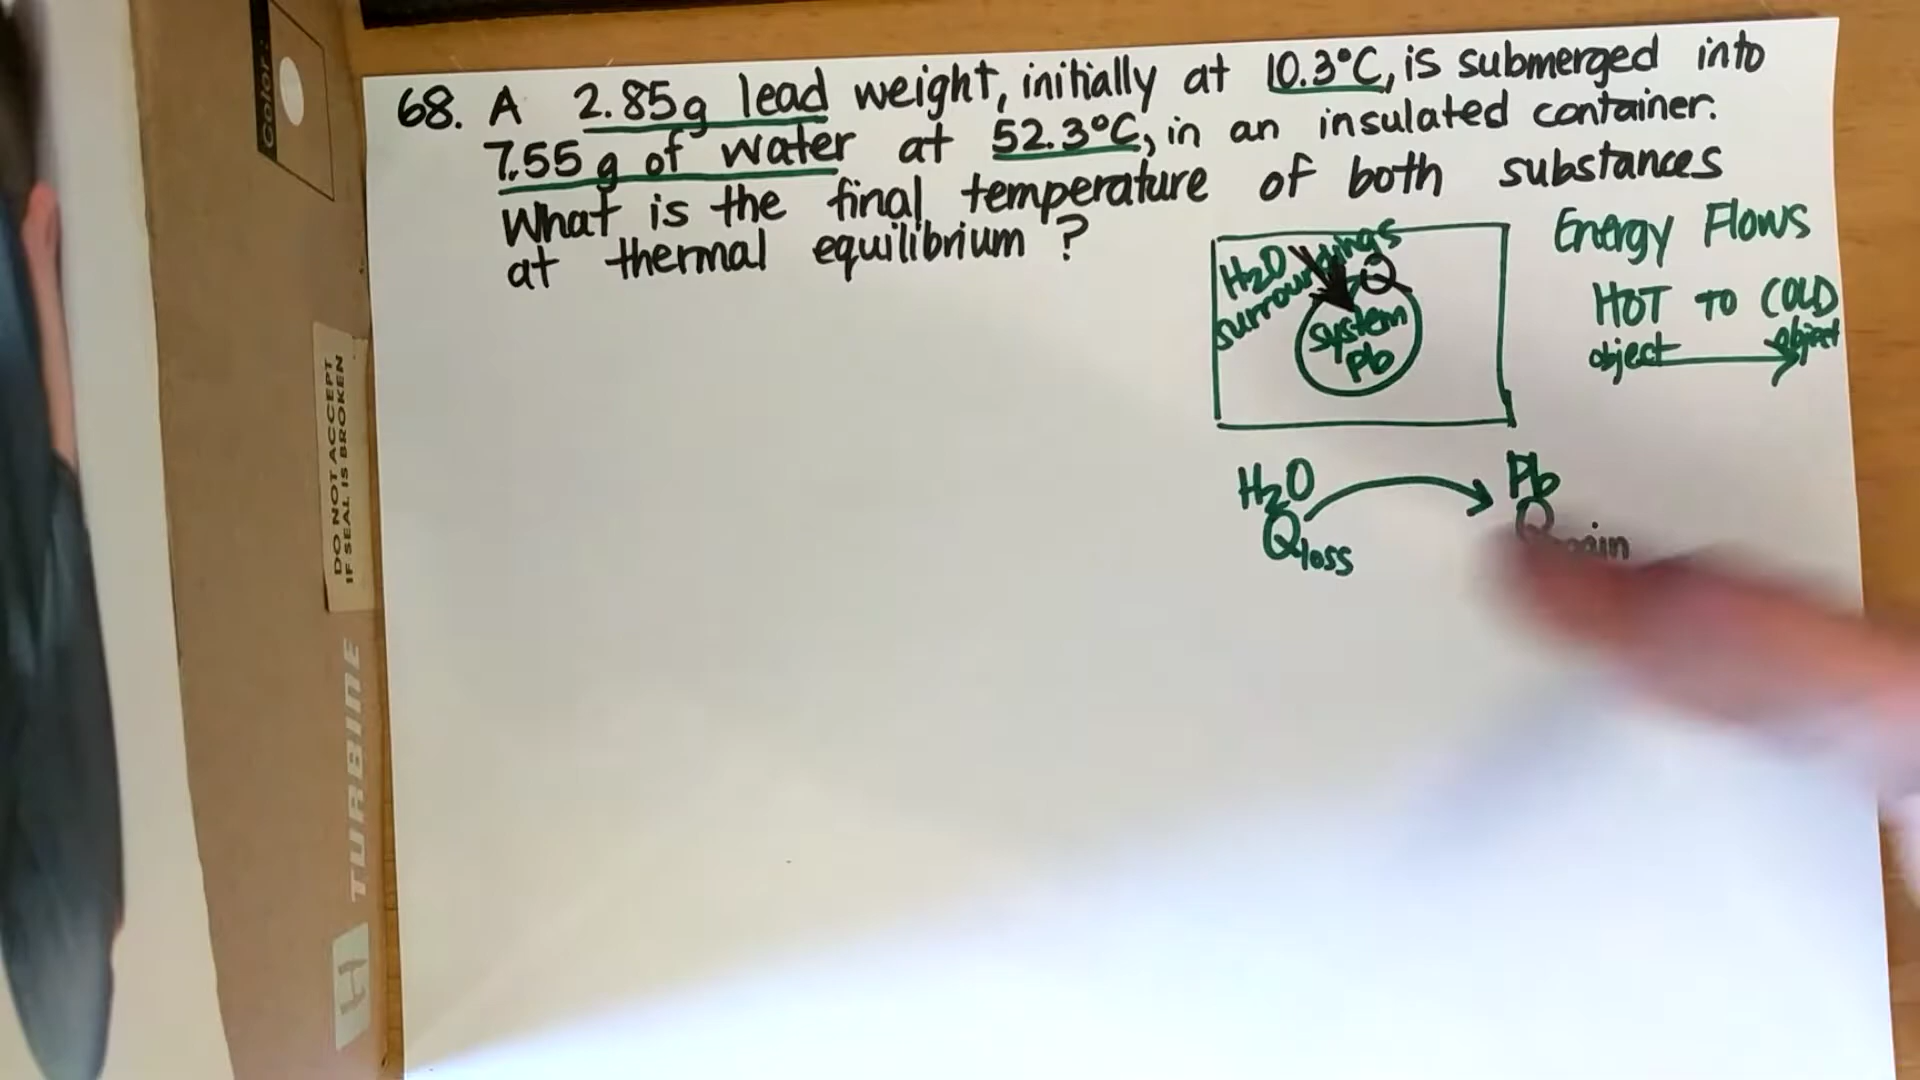 68. A 2.85g lead weight, initially at 10.3°C, is submerged into
7.55 g of water at 52.3°C, in an insulated container.
What is the final temperature of both substances
at thermal equilibrium?
Energy Flows
HOT TO COLD
object object
H2O
surroundings
Q
system
Pb
H2O
Qloss
Pb
Qgain
Color:
DO NOT ACCEPT
IF SEAL IS BROKEN
TURBINE
H